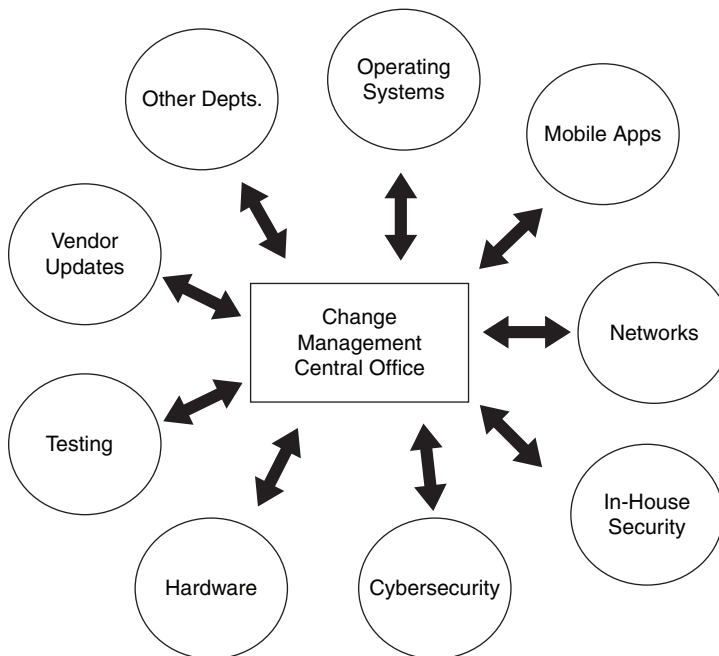 Operating
Systems
Other Depts.
Mobile Apps
Vendor
Updates
Change
Management
Central Office
Networks
Testing
In-House
Security
Hardware
Cybersecurity